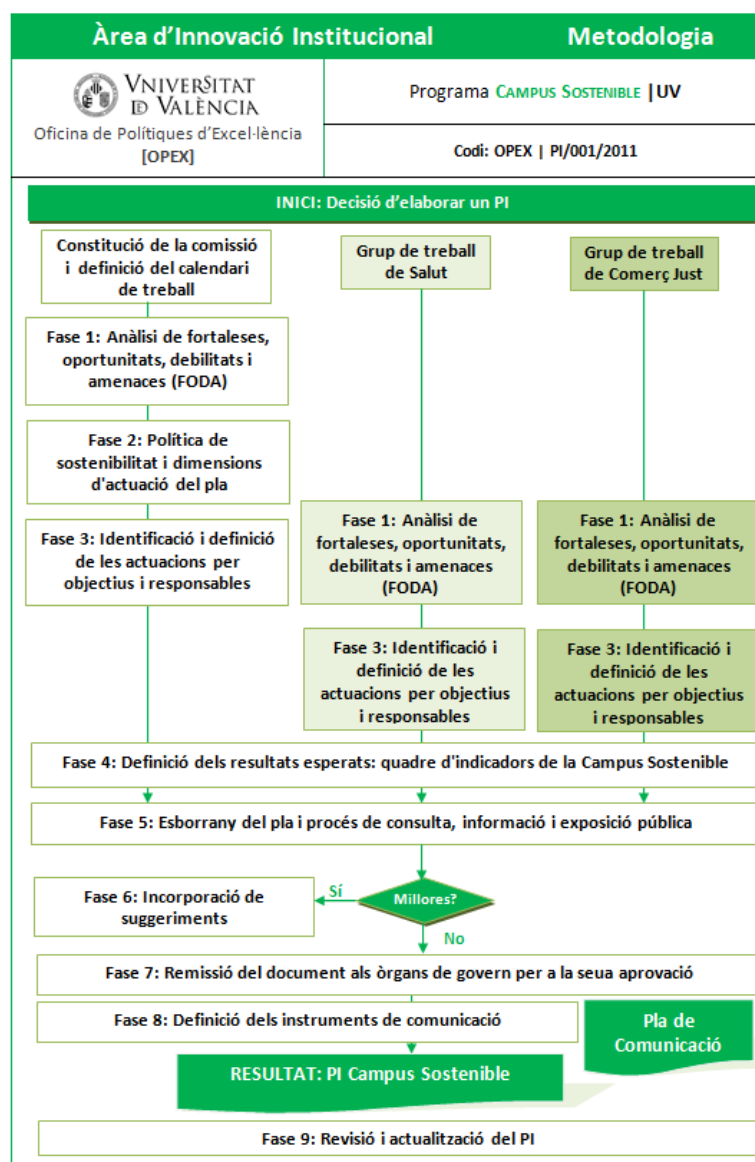 Àrea d'Innovació Institucional
Metodologia
VNIVERSITAT
ID VALÈNCIA
Oficina de Polítiques d'Excel·lència
[OPEX]
Programa CAMPUS SOSTENIBLE |UV
Codi: OPEX | PI/001/2011
INICI: Decisió d'elaborar un PI
Constitució de la comissió
i definició del calendari
de treball
Grup de treball
de Salut
Grup de treball
de Comerç Just
Fase 1: Anàlisi de fortaleses,
oportunitats, debilitats i
amenaces (FODA)
Fase 2: Política de
sostenibilitat i dimensions
d'actuació del pla
Fase 3: Identificació i definició
de les actuacions per
objectius i responsables
Fase 1: Anàlisi de
fortaleses, oportunitats,
debilitats i amenaces
(FODA)
Fase 1: Anàlisi de
fortaleses, oportunitats,
debilitats i amenaces
(FODA)
Fase 3: Identificació i
definició de les
actuacions per objectius
i responsables
Fase 3: Identificació i
definició de les
actuacions per objectius
i responsables
Fase 4: Definició dels resultats esperats: quadre d'indicadors de la Campus Sostenible
Fase 5: Esborrany del pla i procés de consulta, informació i exposició pública
Millores?
Sí
Fase 6: Incorporació de
suggeriments
No
Fase 7: Remissió del document als òrgans de govern per a la seua aprovació
Fase 8: Definició dels instruments de comunicació
Pla de
Comunicació
RESULTAT: PI Campus Sostenible
Fase 9: Revisió i actualització del PI